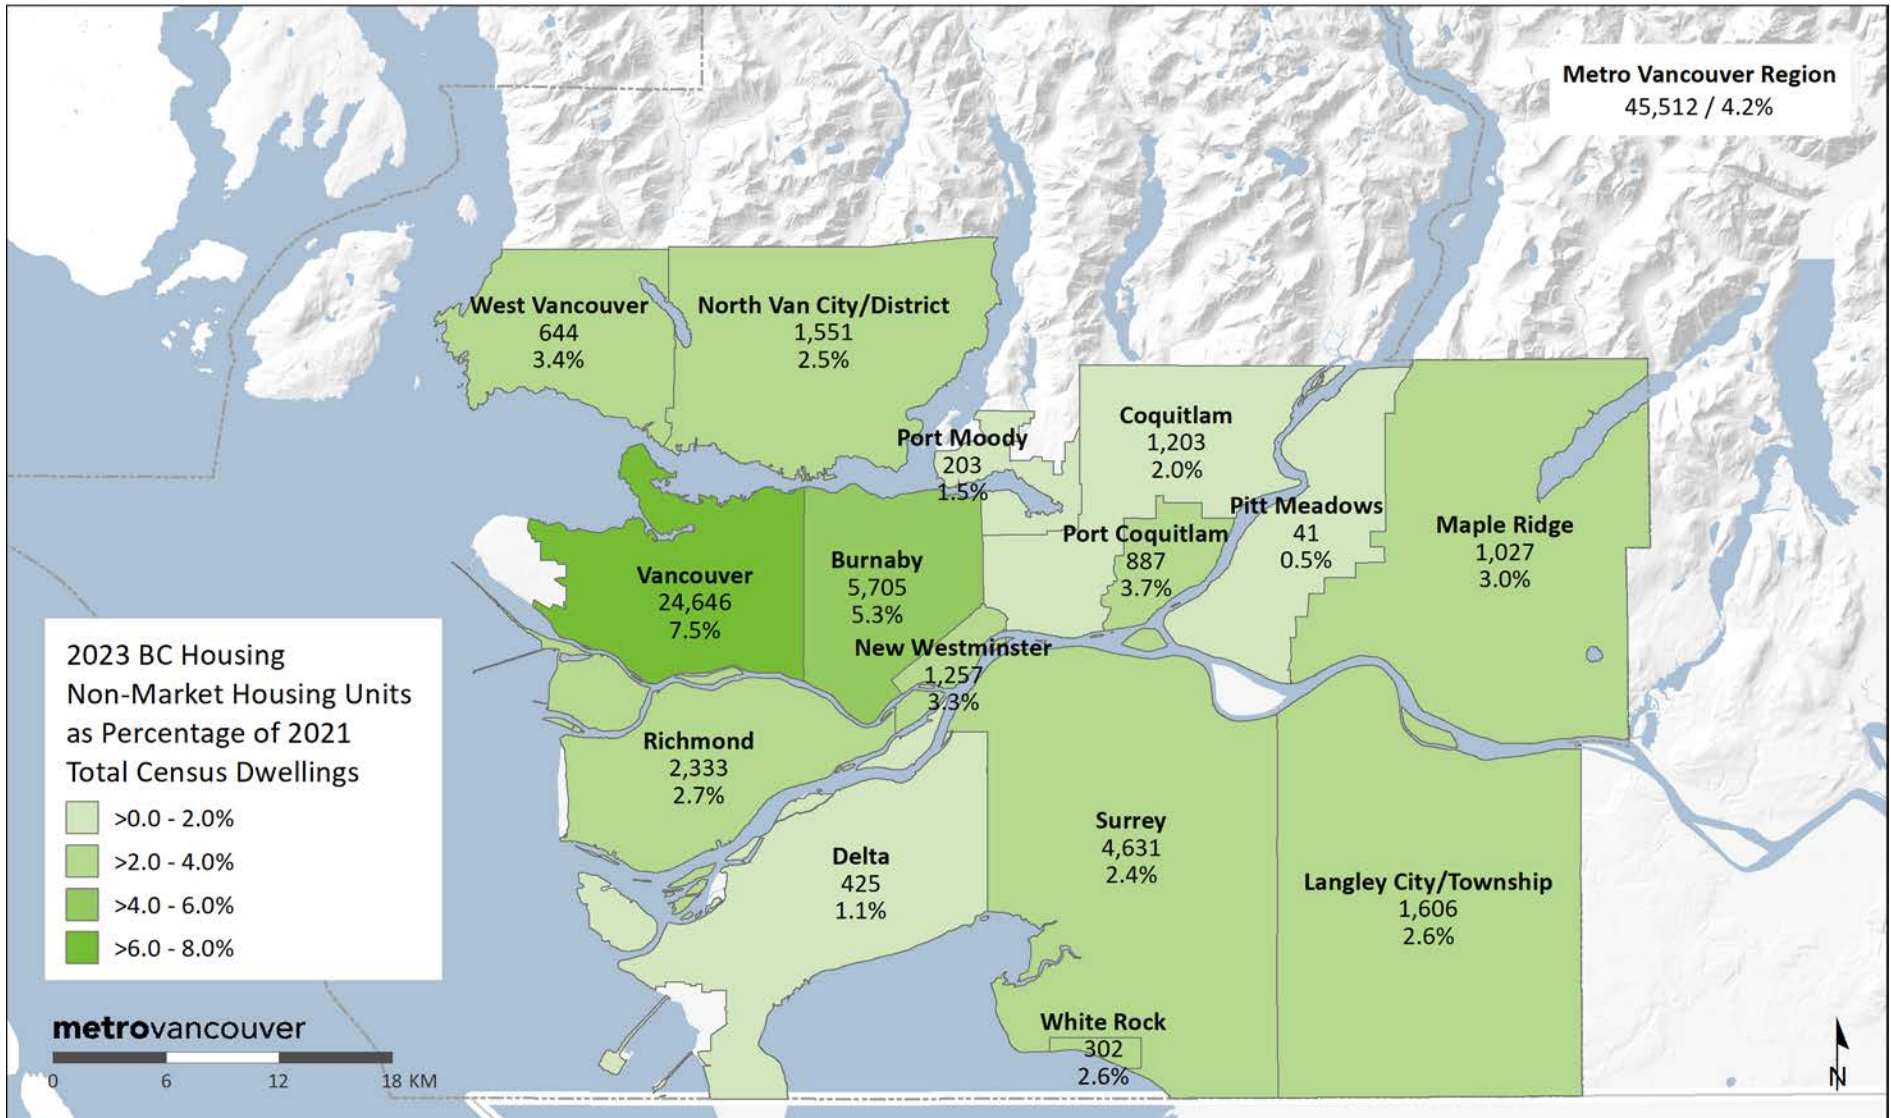 Metro Vancouver Region
45,512 / 4.2%
West Vancouver
644
3.4%
North Van City/District
1,551
2.5%
Port Moody
203
1.5%
Coquitlam
1,203
2.0%
Pitt Meadows
41
0.5%
Maple Ridge
1,027
3.0%
Port Coquitlam
887
3.7%
Vancouver
24,646
7.5%
Burnaby
5,705
5.3%
New Westminster
1,257
3.3%
Richmond
2,333
2.7%
Delta
425
1.1%
Surrey
4,631
2.4%
Langley City/Township
1,606
2.6%
White Rock
302
2.6%
2023 BC Housing
Non-Market Housing Units
as Percentage of 2021
Total Census Dwellings
>0.0 - 2.0%
>2.0 - 4.0%
>4.0 - 6.0%
>6.0 - 8.0%
metrovancouver
0 6 12 18 KM
N